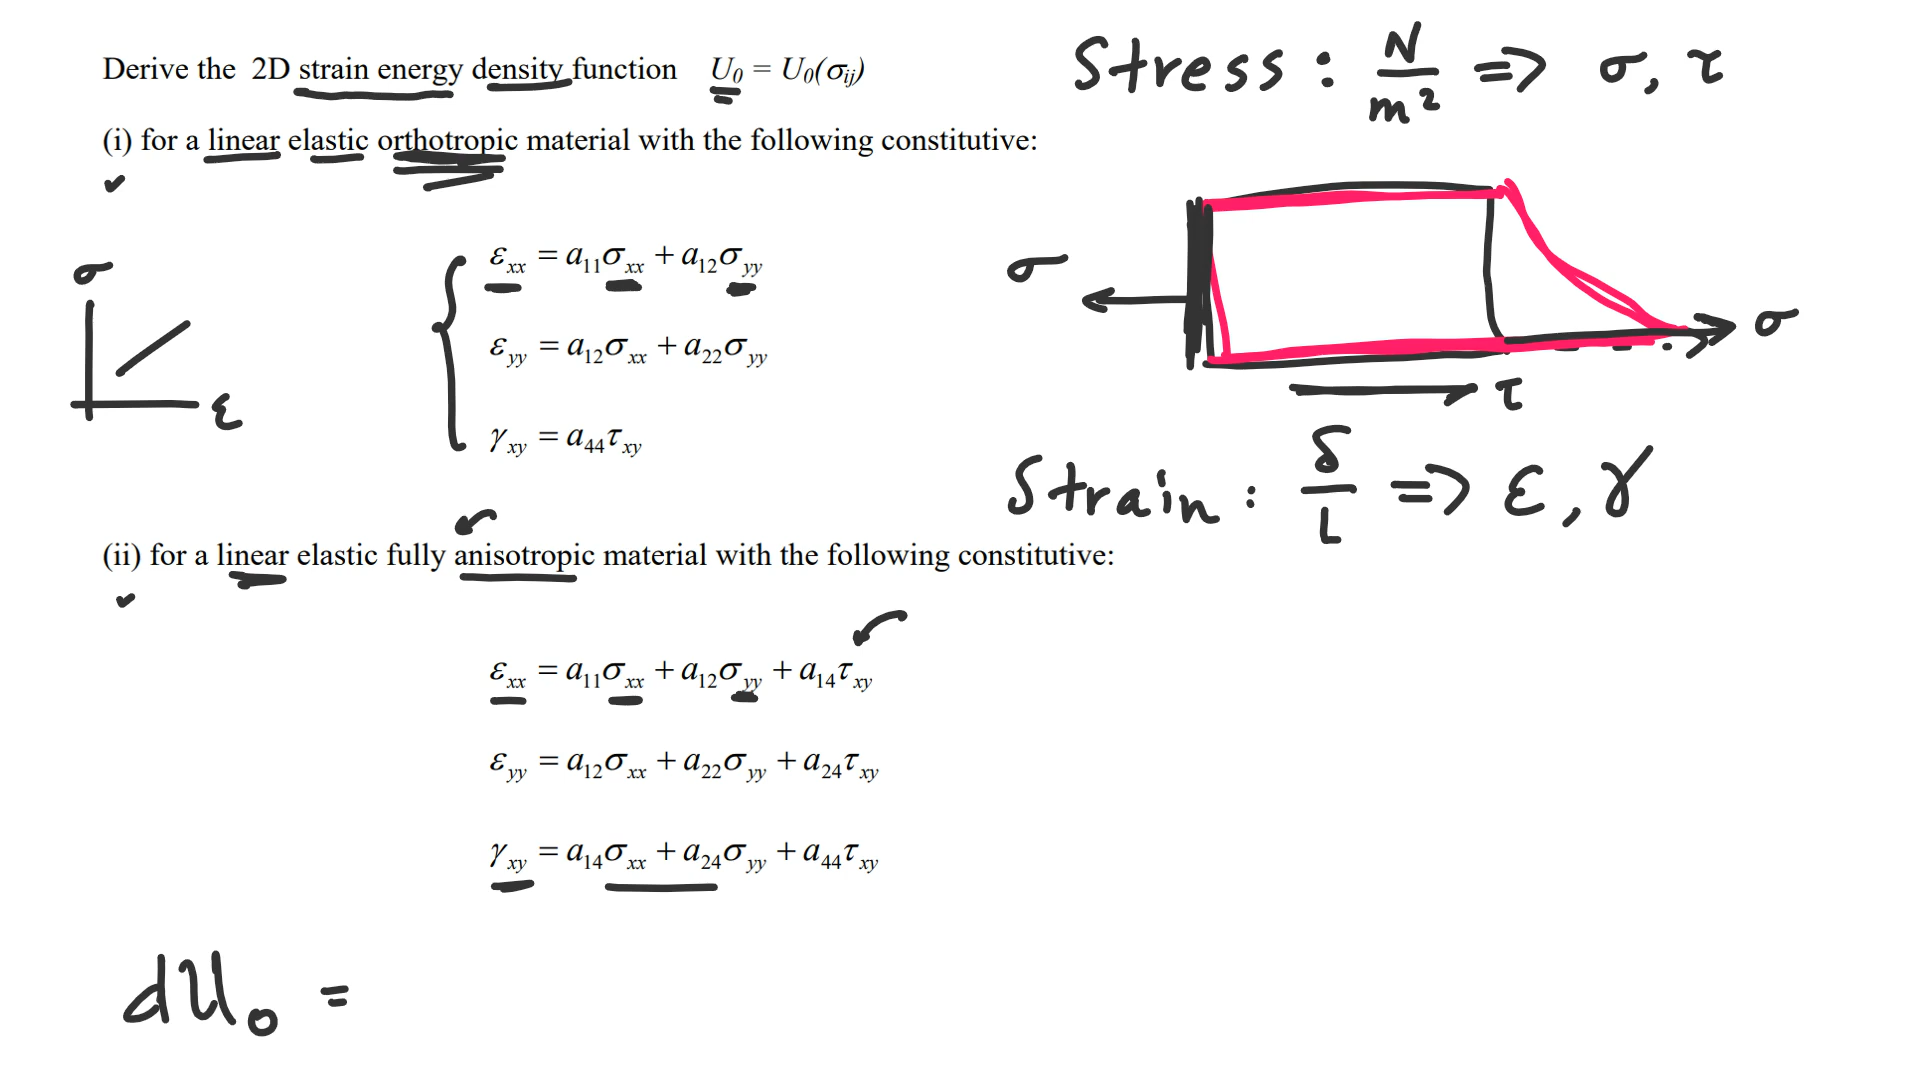 Derive the 2D strain energy density function U₀ = U₀(σᵢⱼ)
Stress : N/m² => σ, τ
(i) for a linear elastic orthotropic material with the following constitutive:
σ
ε
εxx = a₁₁σxx + a₁₂σyy
εyy = a₁₂σxx + a₂₂σyy
γxy = a₄₄τxy
σ
σ
τ
Strain : δ/L => ε, γ
(ii) for a linear elastic fully anisotropic material with the following constitutive:
εxx = a₁₁σxx + a₁₂σyy + a₁₄τxy
εyy = a₁₂σxx + a₂₂σyy + a₂₄τxy
γxy = a₁₄σxx + a₂₄σyy + a₄₄τxy
dU₀ =